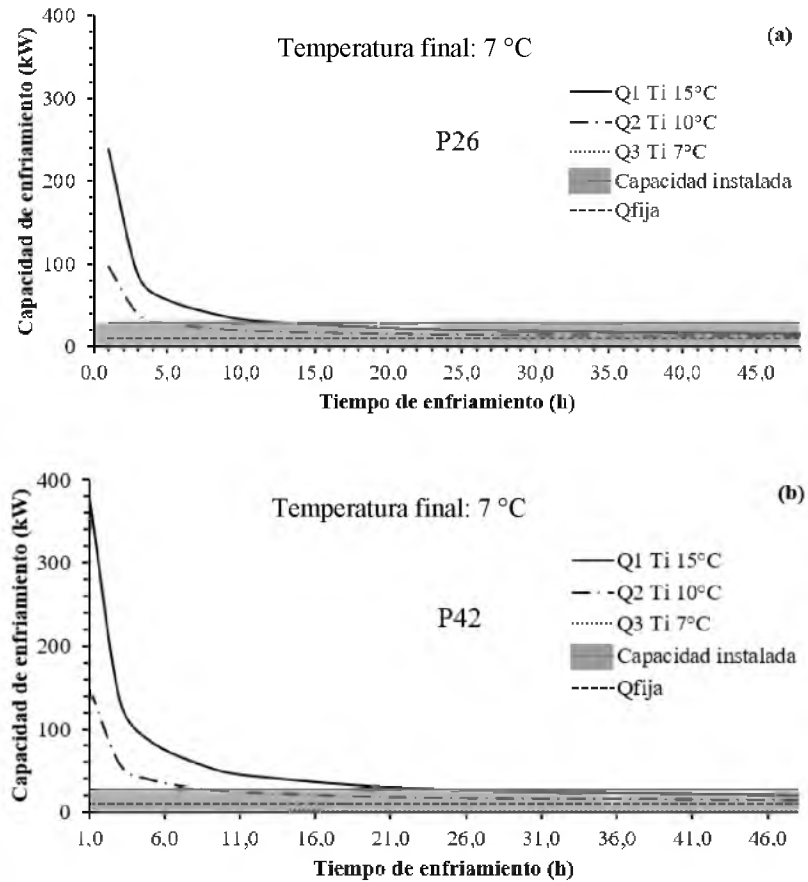 400
300
200
100
0
Capacidad de enfriamiento (kW)
Temperatura final: 7 °C
(a)
P26
Q1 Ti 15°C
Q2 Ti 10°C
Q3 Ti 7°C
Capacidad instalada
Qfija
0,0 5,0 10,0 15,0 20,0 25,0 30,0 35,0 40,0 45,0
Tiempo de enfriamiento (h)
400
300
200
100
0
Capacidad de enfriamiento (kW)
Temperatura final: 7 °C
(b)
P42
Q1 Ti 15°C
Q2 Ti 10°C
Q3 Ti 7°C
Capacidad instalada
Qfija
1,0 6,0 11,0 16,0 21,0 26,0 31,0 36,0 41,0 46,0
Tiempo de enfriamiento (h)